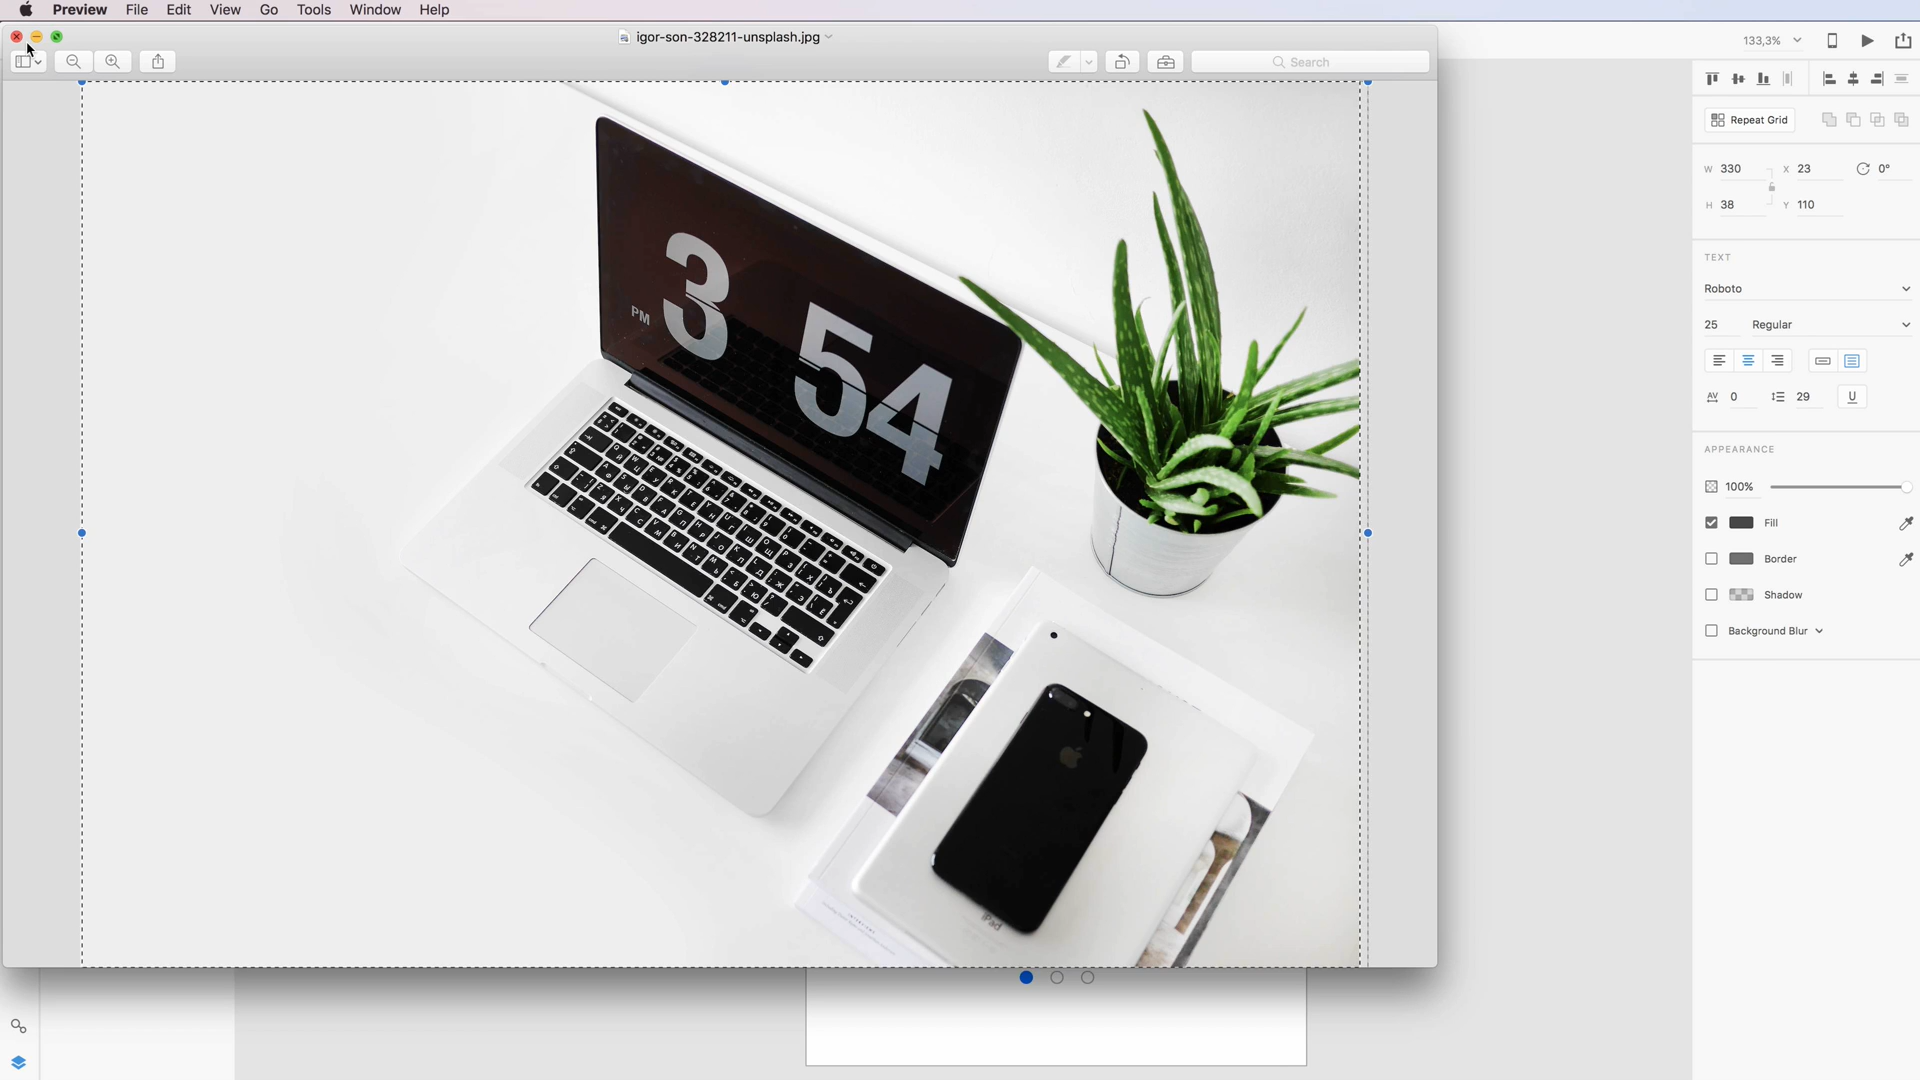 Preview File Edit View Go Tools Window Help
igor-son-328211-unsplash.jpg
133,3%
Search
Repeat Grid
W 330 X 23 0°
H 38 Y 110
TEXT
Roboto
25 Regular
AV 0 29 U
APPEARANCE
100%
Fill
Border
Shadow
Background Blur
3 54
PM
iPad